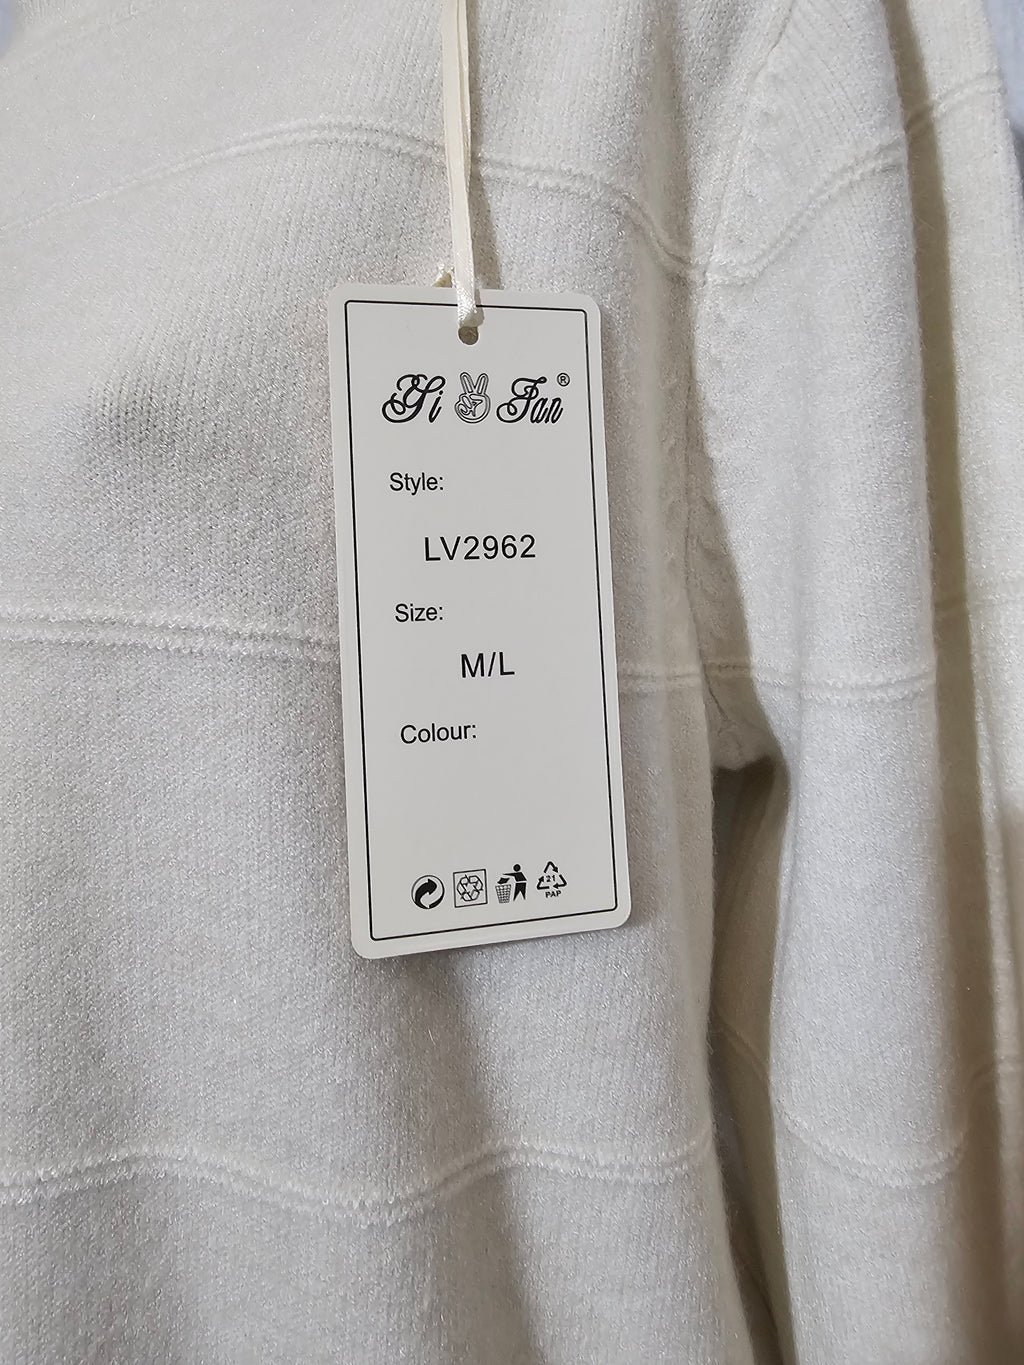 Yi Fan®
Style:
LV2962
Size:
M/L
Colour:
21
PAP